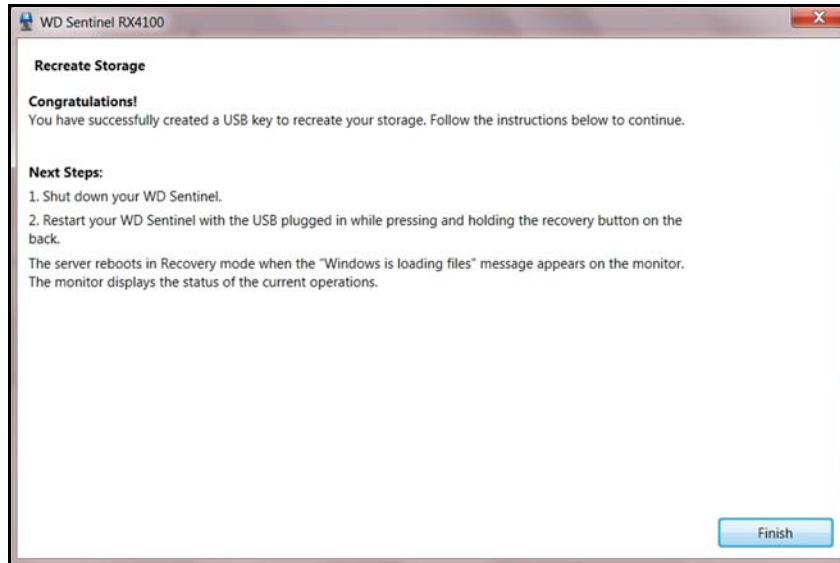 WD Sentinel RX4100
Recreate Storage
Congratulations!
You have successfully created a USB key to recreate your storage. Follow the instructions below to continue.
Next Steps:
1. Shut down your WD Sentinel.
2. Restart your WD Sentinel with the USB plugged in while pressing and holding the recovery button on the
back.
The server reboots in Recovery mode when the "Windows is loading files" message appears on the monitor.
The monitor displays the status of the current operations.
Finish